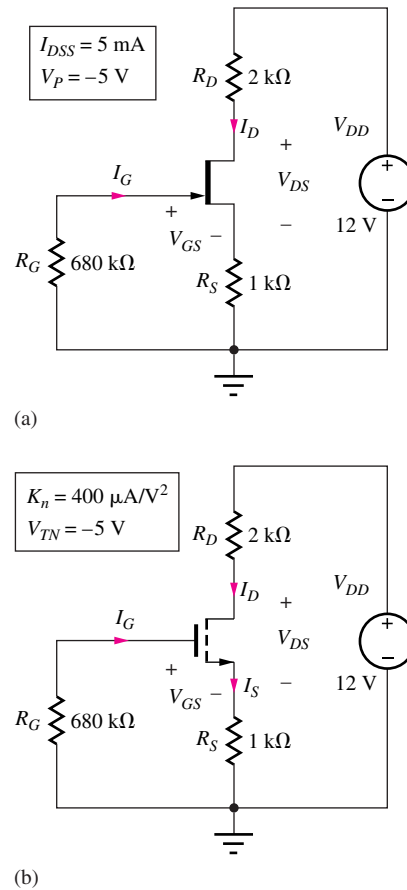 I_DSS = 5 mA
V_P = –5 V
R_D 2 kΩ
I_D
V_DD
I_G
+
+
+
V_DS
–
V_GS –
–
12 V
R_G 680 kΩ
R_S 1 kΩ
(a)
K_n = 400 μA/V²
V_TN = –5 V
R_D 2 kΩ
I_D
V_DD
I_G
+
+
+
V_DS
–
V_GS –
I_S
–
12 V
R_G 680 kΩ
R_S 1 kΩ
(b)